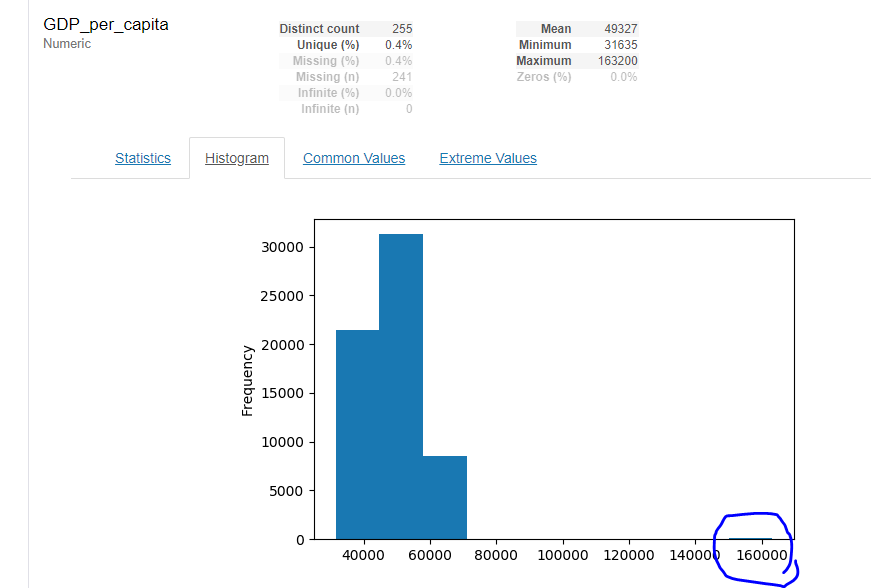 GDP_per_capita
Numeric
Distinct count 255
Unique (%) 0.4%
Missing (%) 0.4%
Missing (n) 241
Infinite (%) 0.0%
Infinite (n) 0
Mean 49327
Minimum 31635
Maximum 163200
Zeros (%) 0.0%
Statistics Histogram Common Values Extreme Values
30000
25000
20000
15000
10000
5000
0
Frequency
40000 60000 80000 100000 120000 140000 160000